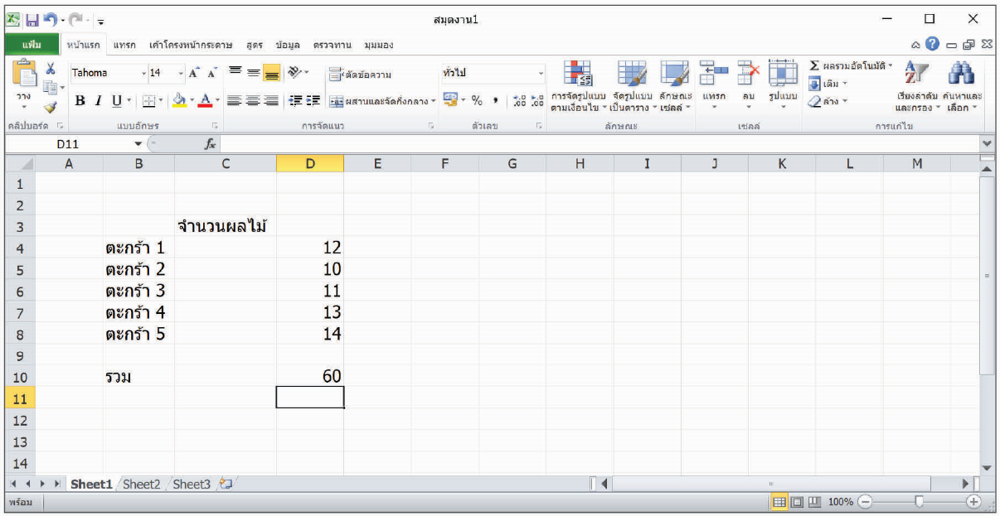 สมุดงาน1
แฟ้ม หน้าแรก แทรก เค้าโครงหน้ากระดาษ สูตร ข้อมูล ตรวจทาน มุมมอง
วาง
Tahoma 14
B I U
ตัดข้อความ
ผสานและจัดกึ่งกลาง
ทั่วไป
%
การจัดรูปแบบ ตามเงื่อนไข
จัดรูปแบบ เป็นตาราง
ลักษณะ เซลล์
แทรก ลบ รูปแบบ
Σ ผลรวมอัตโนมัติ
เติม
ล้าง
เรียงลำดับ และกรอง
ค้นหาและ เลือก
คลิปบอร์ด แบบอักษร การจัดแนว ตัวเลข ลักษณะ เซลล์ การแก้ไข
D11 fx
A B C D E F G H I J K L M
1
2
3 จำนวนผลไม้
4 ตะกร้า 1 12
5 ตะกร้า 2 10
6 ตะกร้า 3 11
7 ตะกร้า 4 13
8 ตะกร้า 5 14
9
10 รวม 60
11
12
13
14
Sheet1 Sheet2 Sheet3
พร้อม 100%